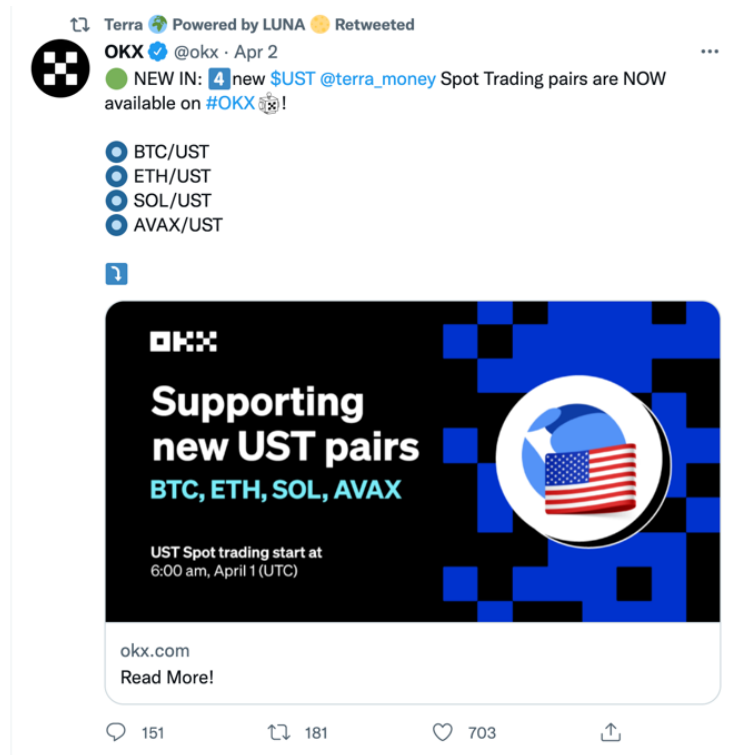 Terra 🌍 Powered by LUNA 🌕 Retweeted
OKX @okx · Apr 2
🟢 NEW IN: 4️⃣new $UST @terra_money Spot Trading pairs are NOW
available on #OKX!
BTC/UST
ETH/UST
SOL/UST
AVAX/UST
⤵️
OKX
Supporting
new UST pairs
BTC, ETH, SOL, AVAX
UST Spot trading start at
6:00 am, April 1 (UTC)
okx.com
Read More!
151 181 703